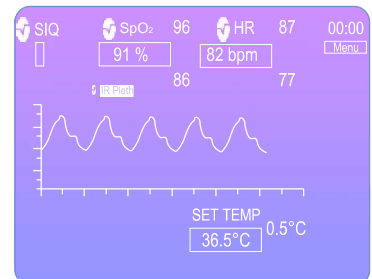 SIQ SpO2 96 HR 87 00:00
91 % 82 bpm Menu
86 77
IR Pleth
SET TEMP
36.5°C 0.5°C